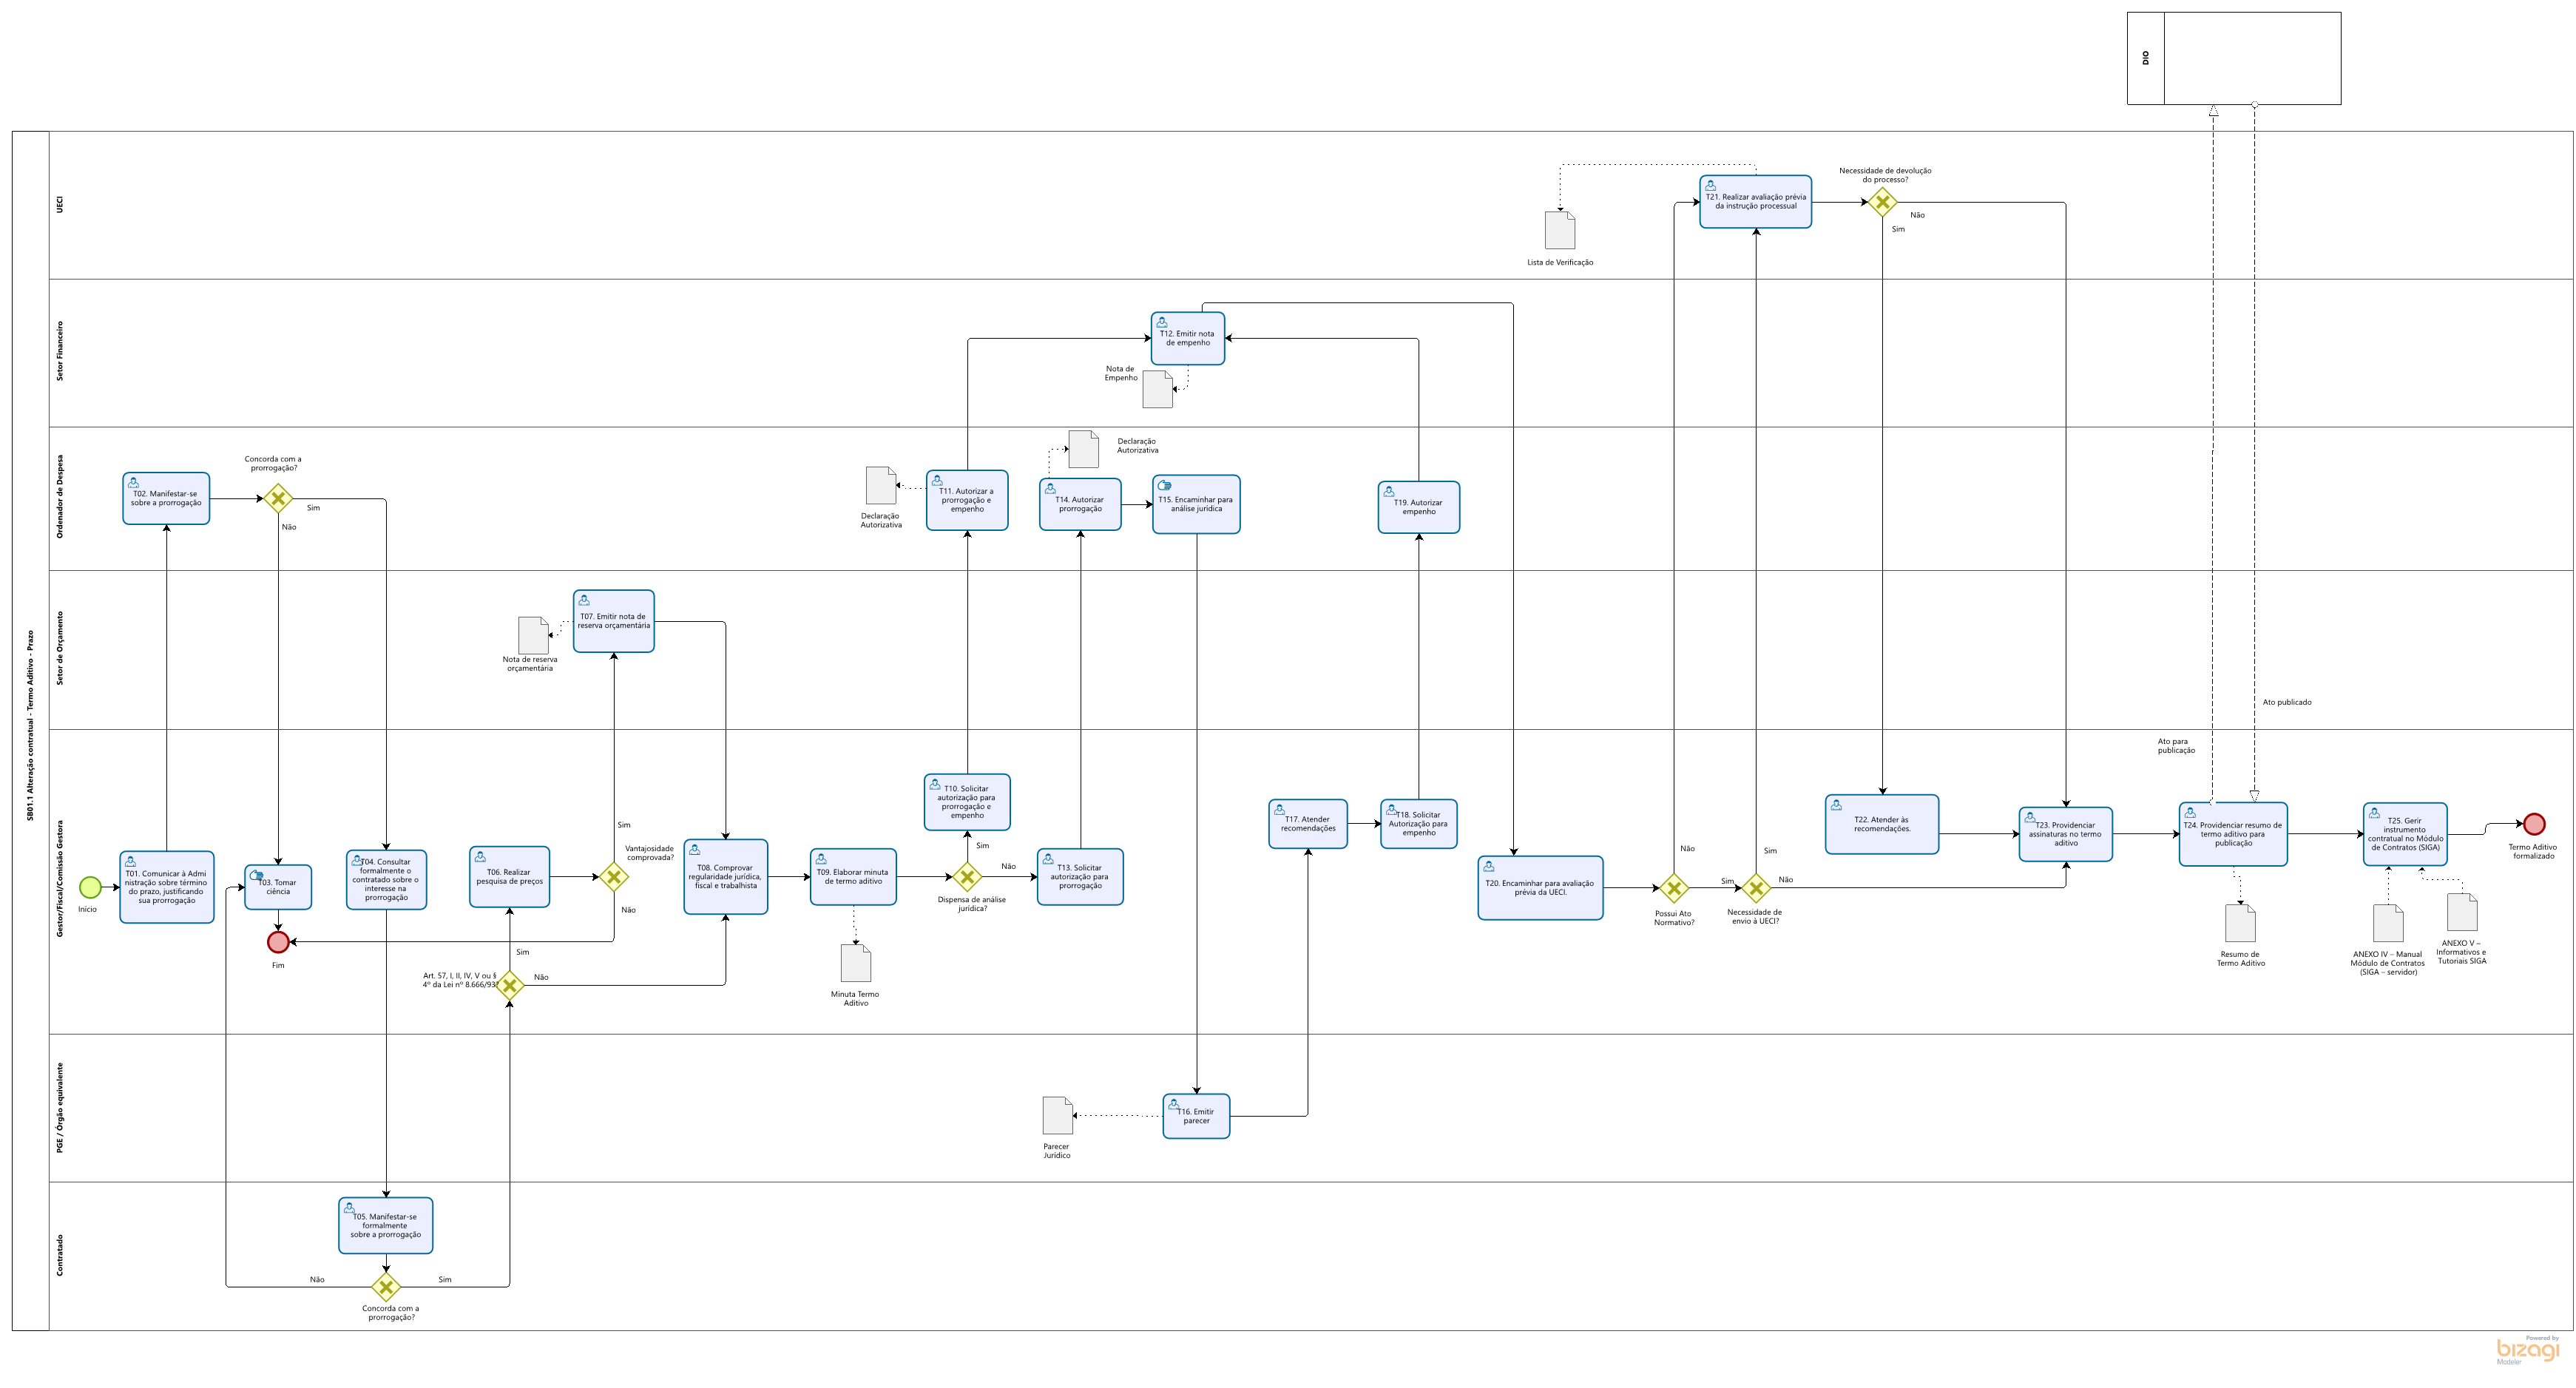 DIO
SB01.1 Alteração contratual - Termo Aditivo - Prazo
UECI
T21. Realizar avaliação prévia
da instrução processual
Necessidade de devolução
do processo?
Não
Sim
Lista de Verificação
Setor Financeiro
T12. Emitir nota
de empenho
Nota de
Empenho
Ordenador de Despesa
T02. Manifestar-se
sobre a prorrogação
Concorda com a
prorrogação?
Sim
Não
Declaração
Autorizativa
T11. Autorizar a
prorrogação e
empenho
Declaração
Autorizativa
T14. Autorizar
prorrogação
T15. Encaminhar para
análise jurídica
T19. Autorizar
empenho
Setor de Orçamento
T07. Emitir nota de
reserva orçamentária
Nota de reserva
orçamentária
Ato publicado
Gestor/Fiscal/Comissão Gestora
Início
T01. Comunicar à Admi
nistração sobre término
do prazo, justificando
sua prorrogação
T03. Tomar
ciência
Fim
T04. Consultar
formalmente o
contratado sobre o
interesse na
prorrogação
T06. Realizar
pesquisa de preços
Sim
Vantajosidade
comprovada?
Não
Sim
Art. 57, I, II, IV, V ou §
4º da Lei nº 8.666/93?
Não
T08. Comprovar
regularidade jurídica,
fiscal e trabalhista
T09. Elaborar minuta
de termo aditivo
Minuta Termo
Aditivo
T10. Solicitar
autorização para
prorrogação e
empenho
Sim
Não
Dispensa de análise
jurídica?
T13. Solicitar
autorização para
prorrogação
T17. Atender
recomendações
T18. Solicitar
Autorização para
empenho
T20. Encaminhar para avaliação
prévia da UECI.
Não
Possui Ato
Normativo?
Sim
Sim
Não
Necessidade de
envio à UECI?
T22. Atender às
recomendações.
T23. Providenciar
assinaturas no termo
aditivo
Ato para
publicação
T24. Providenciar resumo de
termo aditivo para
publicação
Resumo de
Termo Aditivo
T25. Gerir
instrumento
contratual no Módulo
de Contratos (SIGA)
ANEXO IV – Manual
Módulo de Contratos
(SIGA – servidor)
ANEXO V –
Informativos e
Tutoriais SIGA
Termo Aditivo
formalizado
PGE / Órgão equivalente
T16. Emitir
parecer
Parecer
Jurídico
Contratado
T05. Manifestar-se
formalmente
sobre a prorrogação
Não
Sim
Concorda com a
prorrogação?
Powered by
bizagi
Modeler